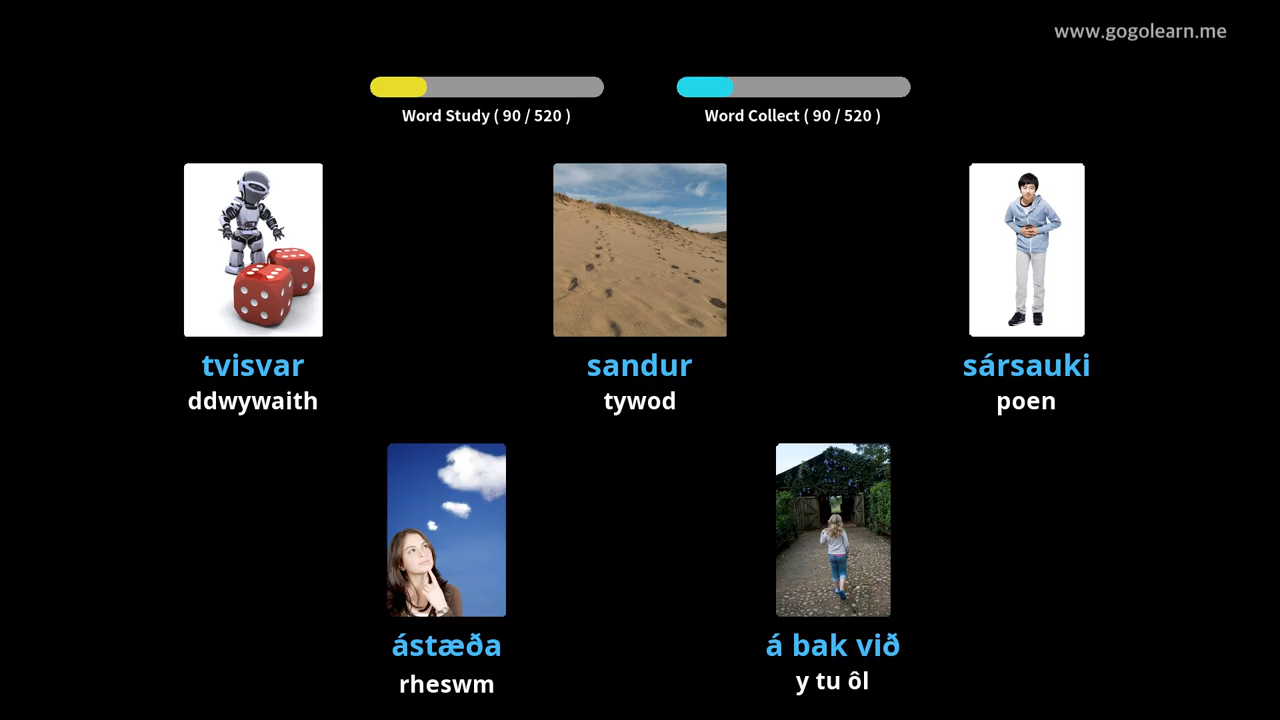 www.gogolearn.me
Word Study ( 90 / 520 )
Word Collect ( 90 / 520 )
tvisvar
ddwywaith
sandur
tywod
sársauki
poen
ástæða
rheswm
á bak við
y tu ôl